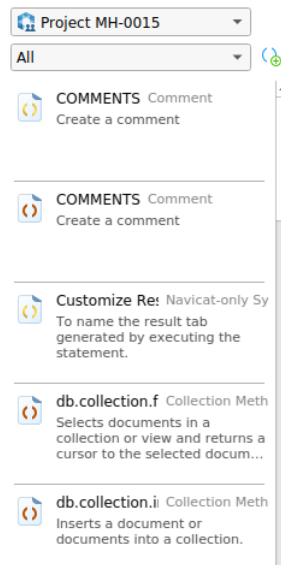 Project MH-0015
All
COMMENTS Comment
Create a comment
COMMENTS Comment
Create a comment
Customize Res Navicat-only Sy
To name the result tab
generated by executing the
statement.
db.collection.f Collection Meth
Selects documents in a
collection or view and returns a
cursor to the selected docum...
db.collection.i Collection Meth
Inserts a document or
documents into a collection.